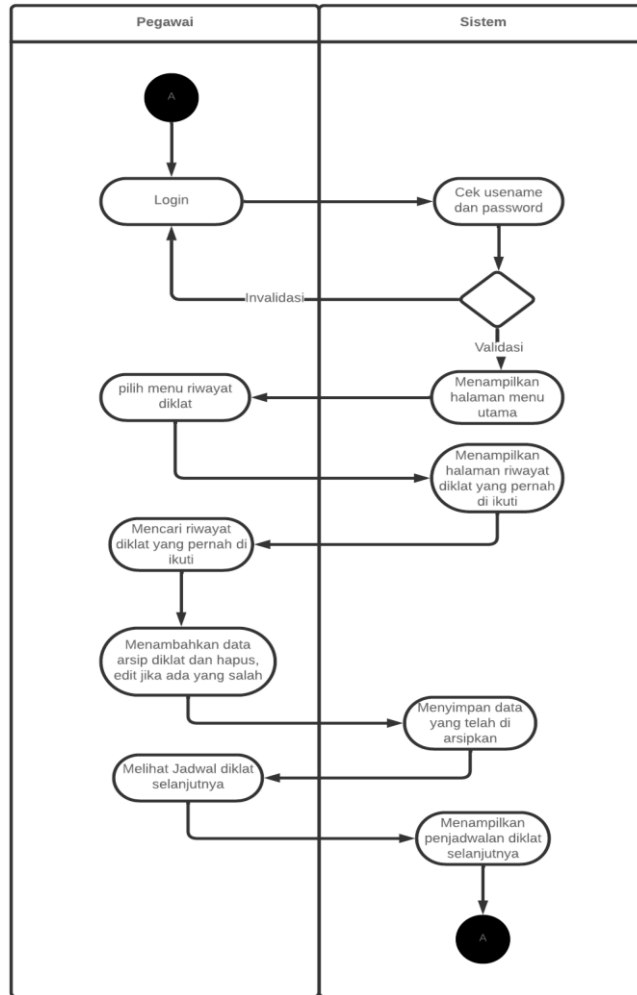 Pegawai
Sistem
A
Login
Cek usename
dan password
Invalidasi
Validasi
pilih menu riwayat
diklat
Menampilkan
halaman menu
utama
Menampilkan
halaman riwayat
diklat yang pernah
di ikuti
Mencari riwayat
diklat yang pernah di
ikuti
Menambahkan data
arsip diklat dan hapus,
edit jika ada yang salah
Menyimpan data
yang telah di
arsipkan
Melihat Jadwal diklat
selanjutnya
Menampilkan
penjadwalan diklat
selanjutnya
A